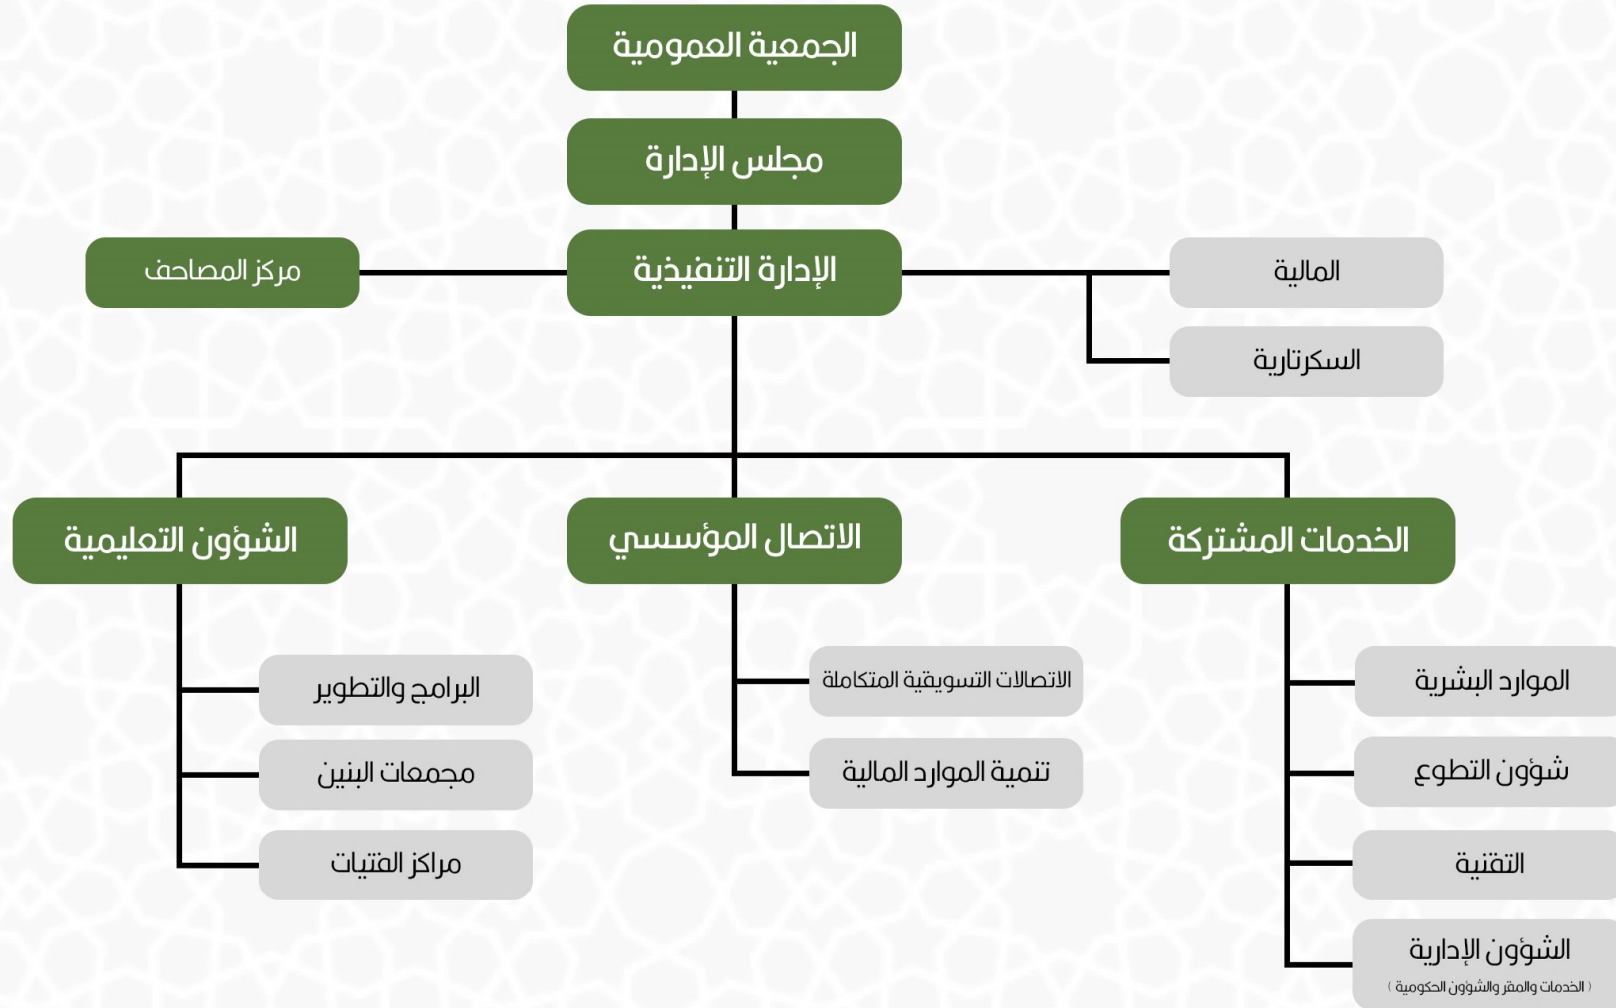 الجمعية العمومية
مجلس الإدارة
الإدارة التنفيذية
المالية
السكرتارية
مركز المصاحف
الخدمات المشتركة
الموارد البشرية
شؤون التطوع
التقنية
الشؤون الإدارية
( الخدمات والمقر والشؤون الحكومية )
الاتصال المؤسسي
الاتصالات التسويقية المتكاملة
تنمية الموارد المالية
الشؤون التعليمية
البرامج والتطوير
مجمعات البنين
مراكز الفتيات